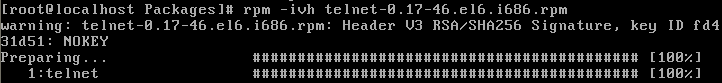 [root@localhost Packages]# rpm -ivh telnet-0.17-46.el6.i686.rpm
warning: telnet-0.17-46.el6.i686.rpm: Header V3 RSA/SHA256 Signature, key ID fd4
31d51: NOKEY
Preparing... ########################################### [100%]
1:telnet ########################################### [100%]